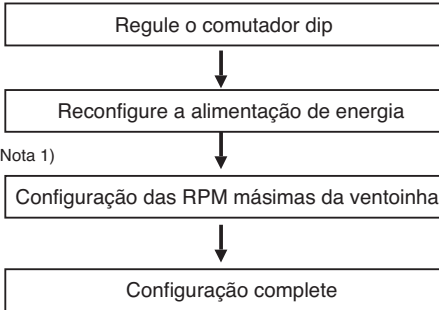 Regule o comutador dip
Reconfigure a alimentação de energia
Nota 1)
Configuração das RPM másimas da ventoinha
Configuração complete